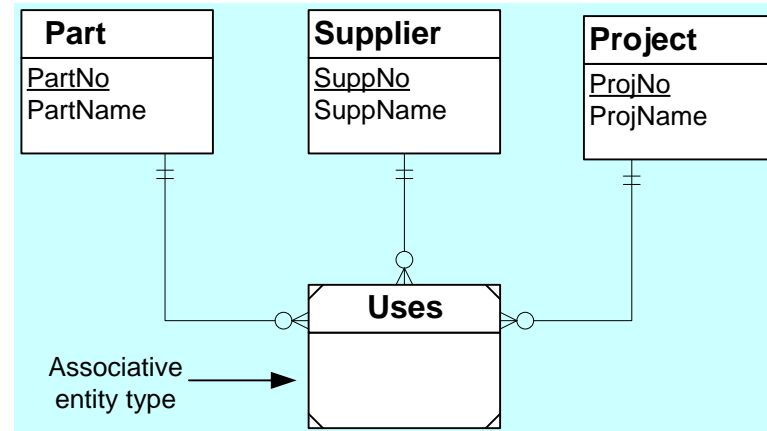 Part
PartNo
PartName
Supplier
SuppNo
SuppName
Project
ProjNo
ProjName
Uses
Associative
entity type